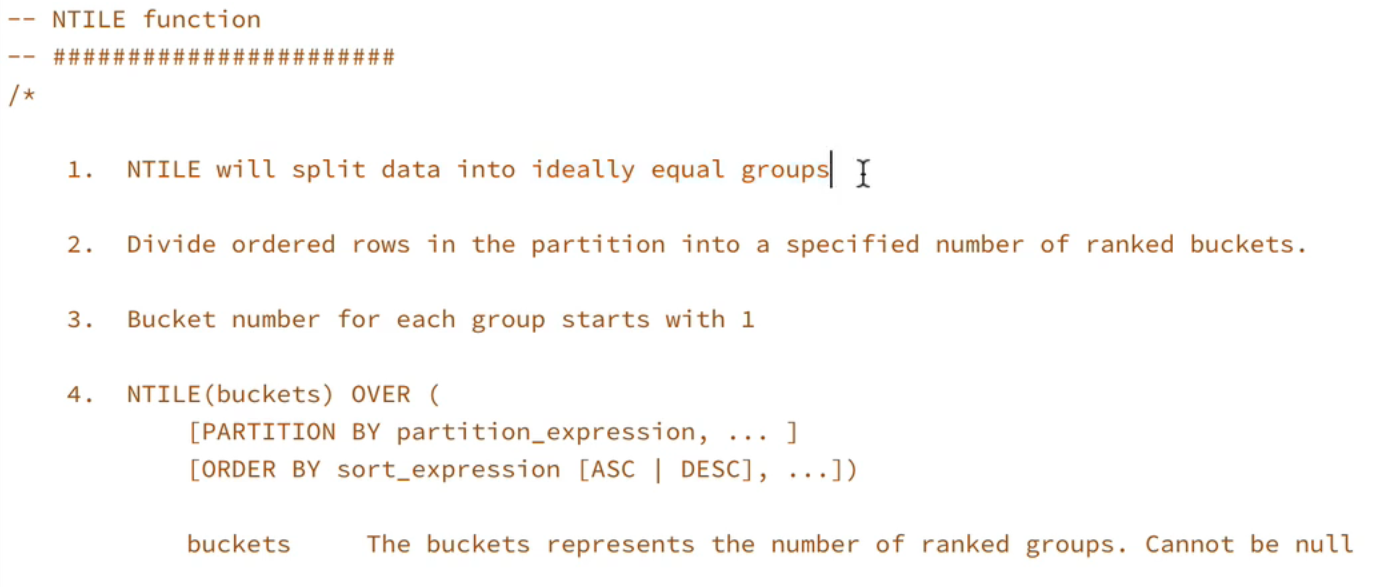 -- NTILE function
-- #######################
/*
1. NTILE will split data into ideally equal groups
2. Divide ordered rows in the partition into a specified number of ranked buckets.
3. Bucket number for each group starts with 1
4. NTILE(buckets) OVER (
[PARTITION BY partition_expression, ... ]
[ORDER BY sort_expression [ASC | DESC], ...])
buckets The buckets represents the number of ranked groups. Cannot be null